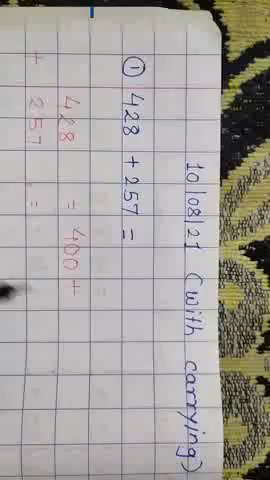 10/08/21 (with carrying)
① 428 + 257 =
428 = 400 +
+ 257 =